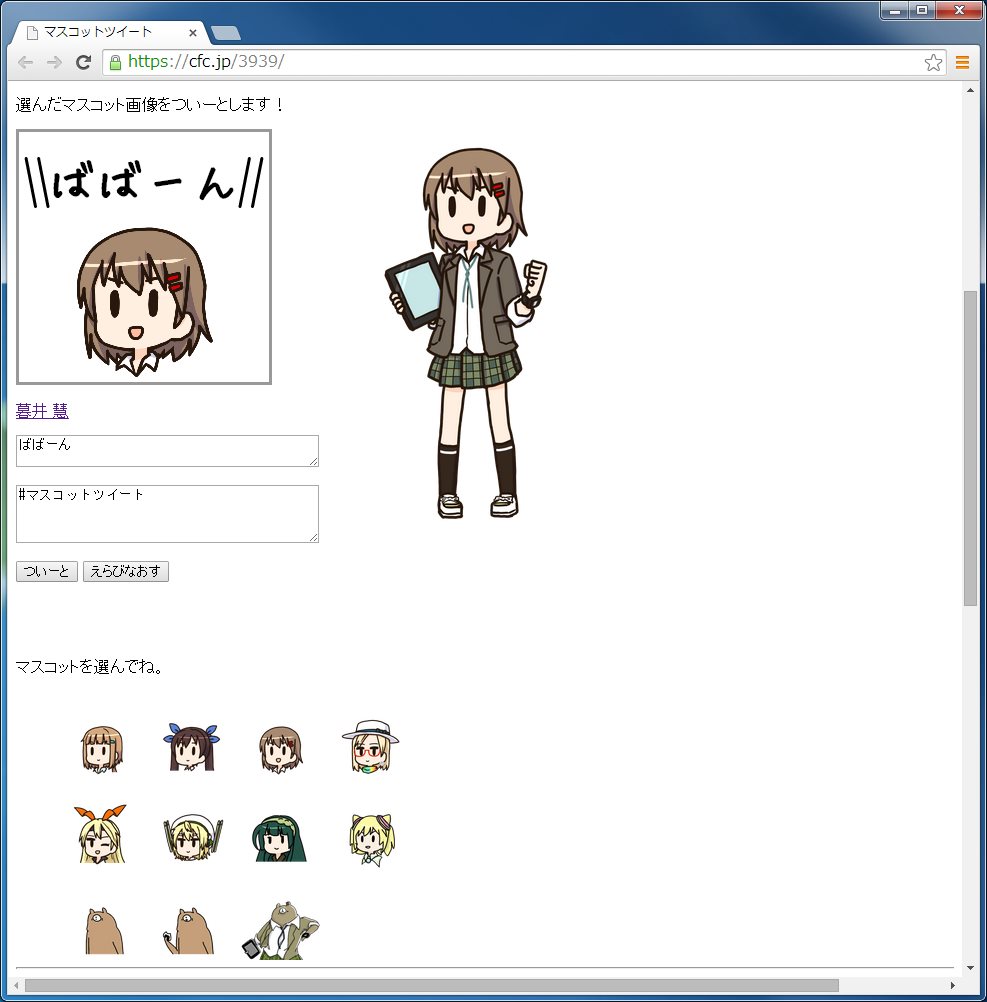 マスコットツイート
https://cfc.jp/3939/
選んだマスコット画像をついーとします！
\\ばばーん//
暮井 慧
ばばーん
#マスコットツイート
ついーと えらびなおす
マスコットを選んでね。